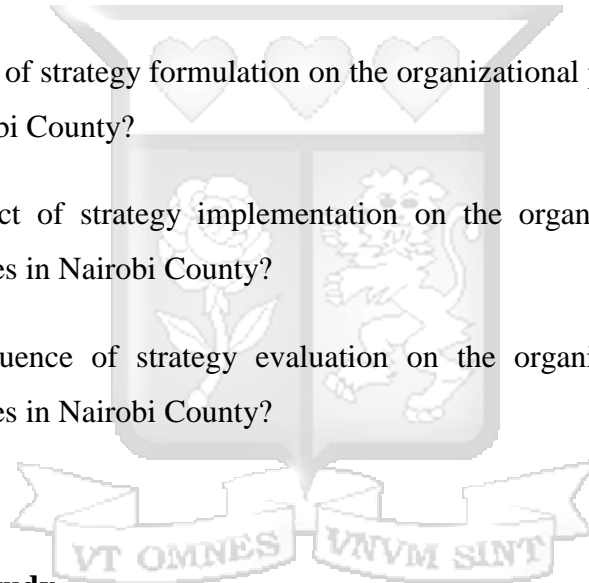 of strategy formulation on the organizational
bi County?
ct of strategy implementation on the organ
es in Nairobi County?
uence of strategy evaluation on the organi
es in Nairobi County?
VT OMNES VNVM SINT